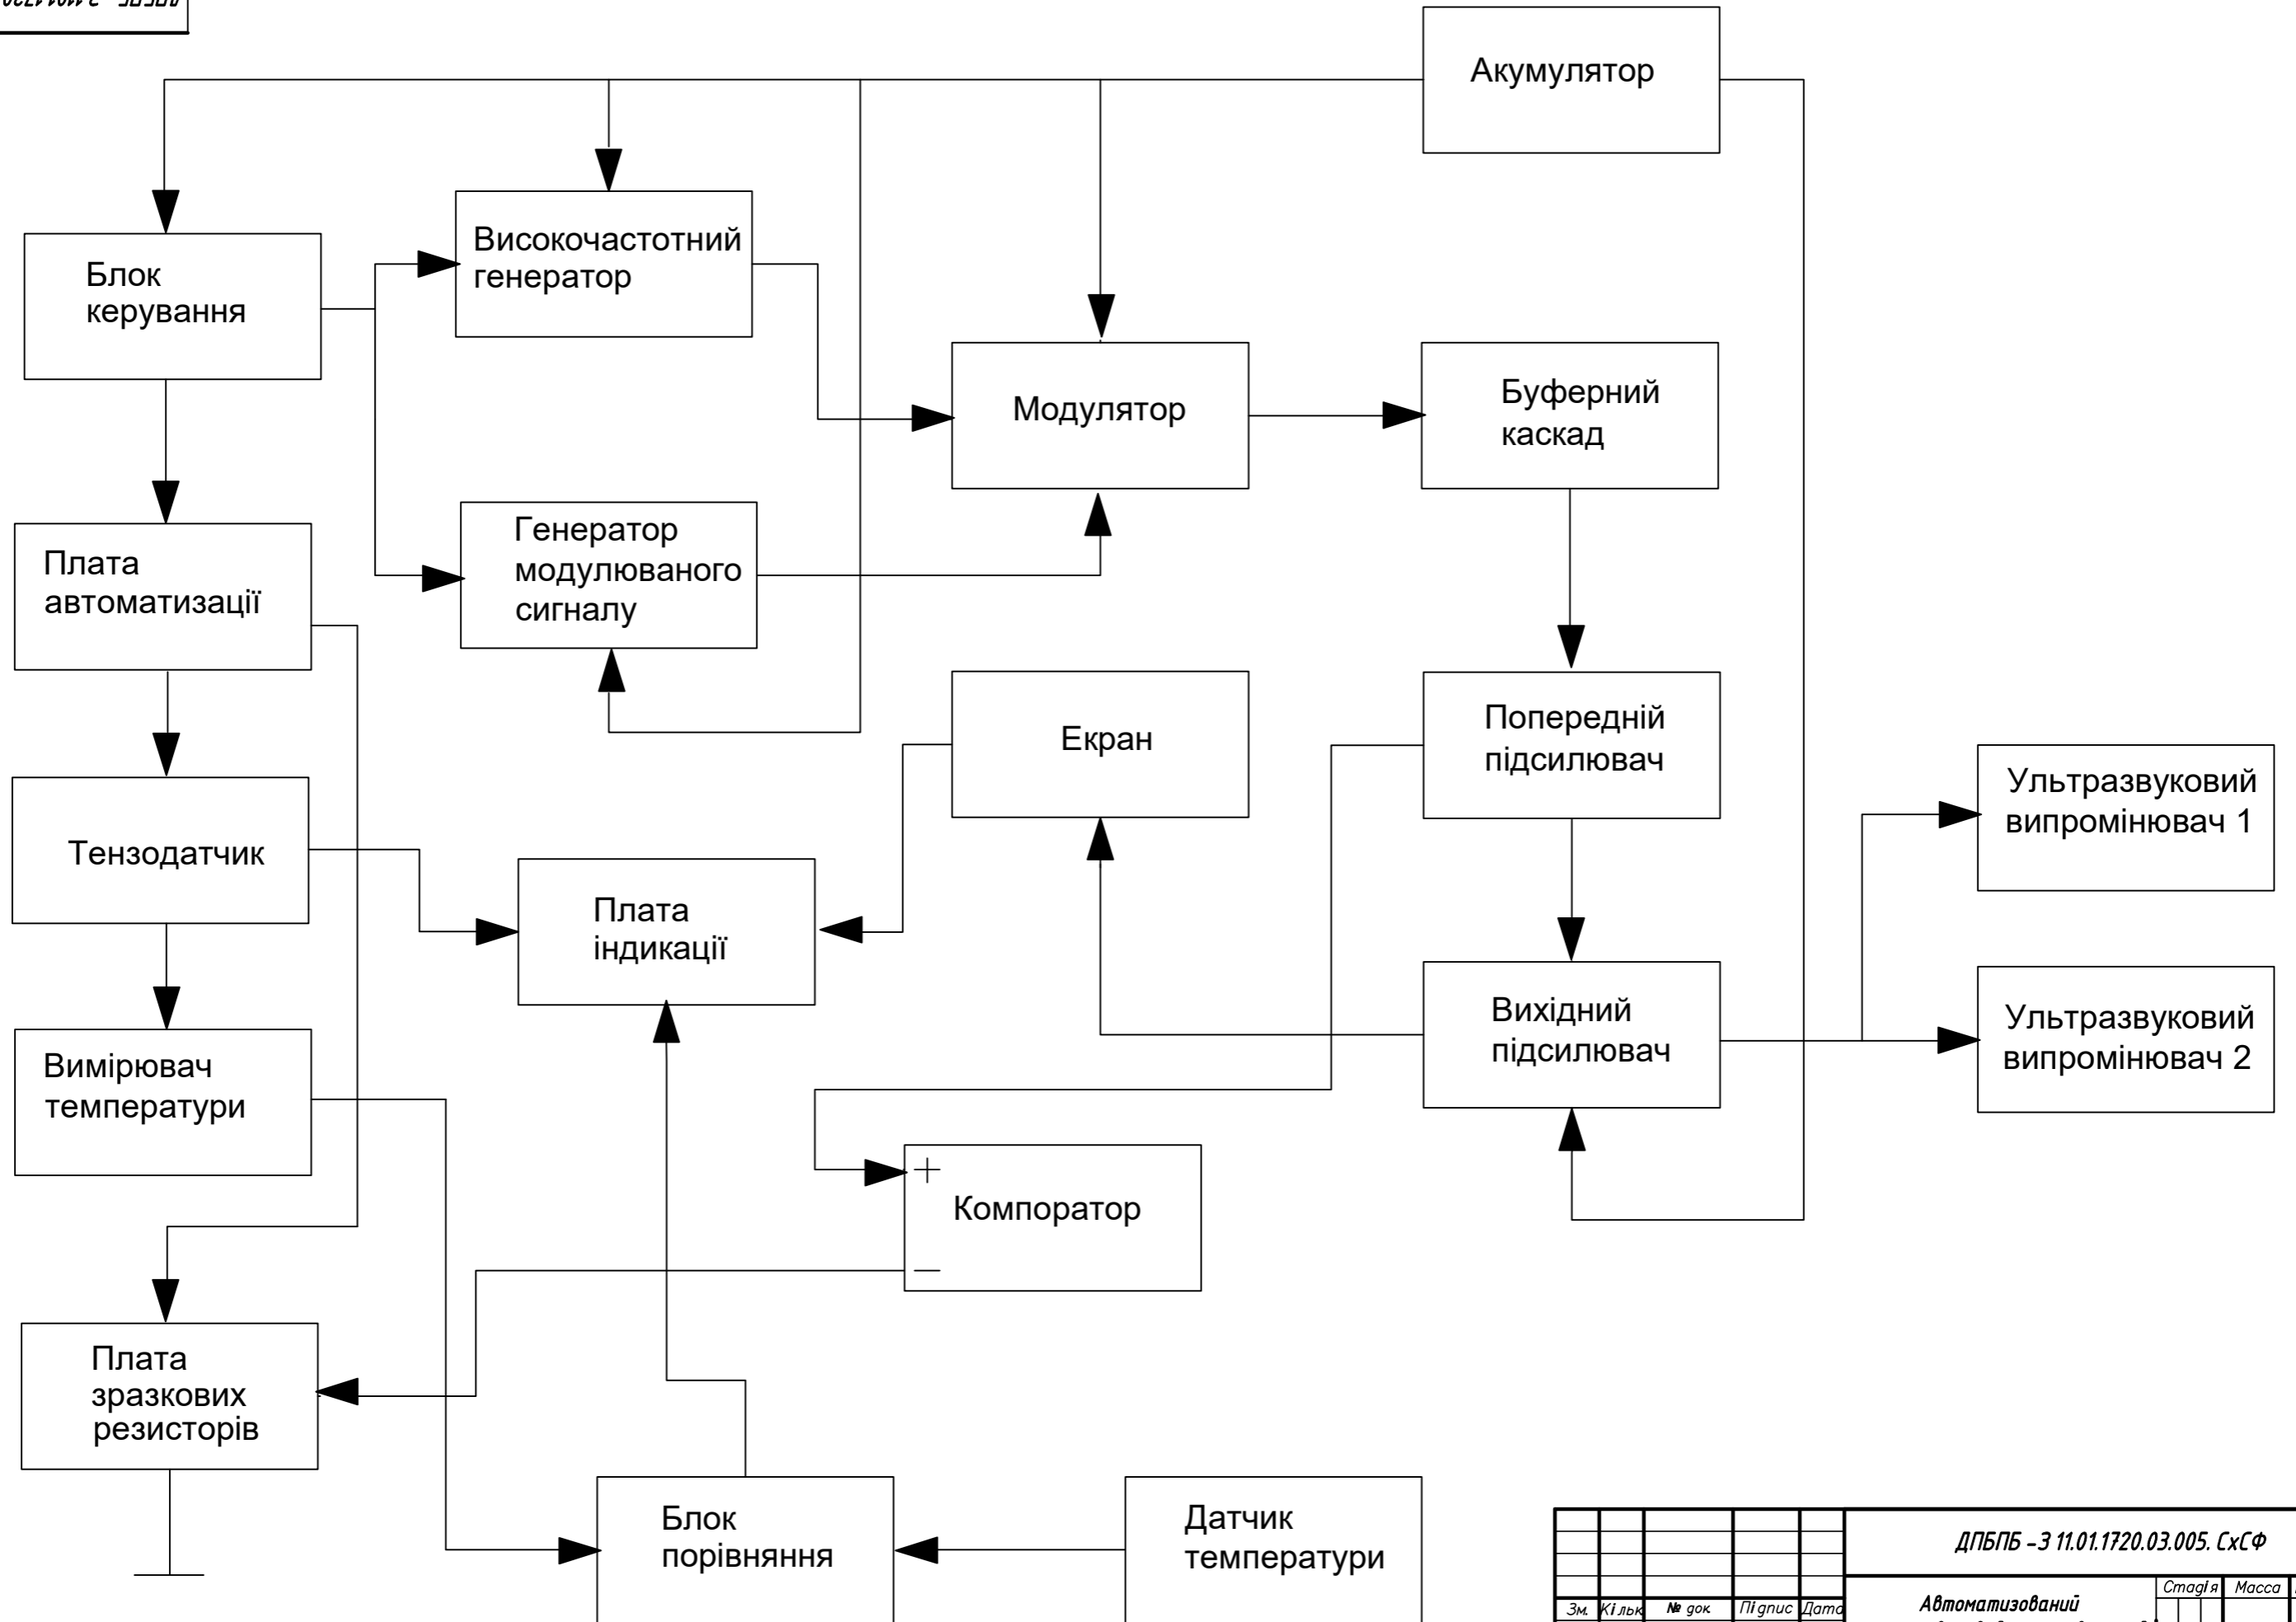 Акумулятор
Високочастотний
генератор
Блок
керування
Модулятор
Буферний
каскад
Генератор
модулюваного
сигналу
Плата
автоматизації
Екран
Попередній
підсилювач
Ультразвуковий
випромінювач 1
Тензодатчик
Плата
індикації
Вихідний
підсилювач
Ультразвуковий
випромінювач 2
Вимірювач
температури
+
Компоратор
—
Плата
зразкових
резисторів
Блок
порівняння
Датчик
температури
ДПБПБ -З 11.01.1720.03.005. СхСФ
Стадія Масса
Зм. Кільк № док Підпис Дата
Автоматизований